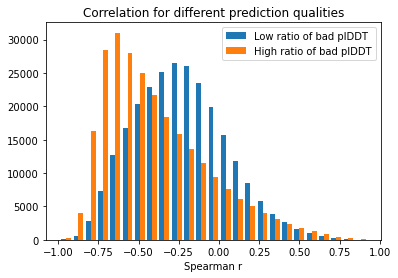 Correlation for different prediction qualities
Low ratio of bad plDDT
High ratio of bad plDDT
30000
25000
20000
15000
10000
5000
0
−1.00 −0.75 −0.50 −0.25 0.00 0.25 0.50 0.75 1.00
Spearman r